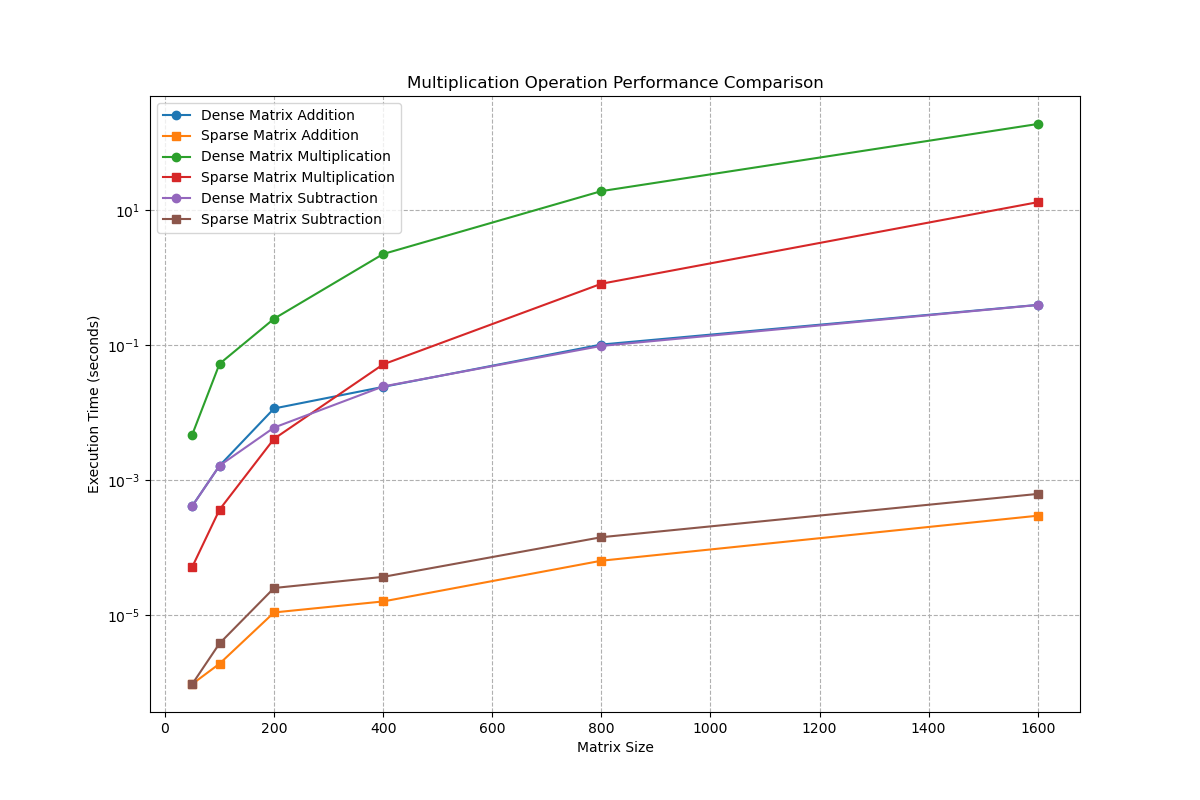 Multiplication Operation Performance Comparison
Dense Matrix Addition
Sparse Matrix Addition
Dense Matrix Multiplication
Sparse Matrix Multiplication
Dense Matrix Subtraction
Sparse Matrix Subtraction
Execution Time (seconds)
10¹
10⁻¹
10⁻³
10⁻⁵
0 200 400 600 800 1000 1200 1400 1600
Matrix Size